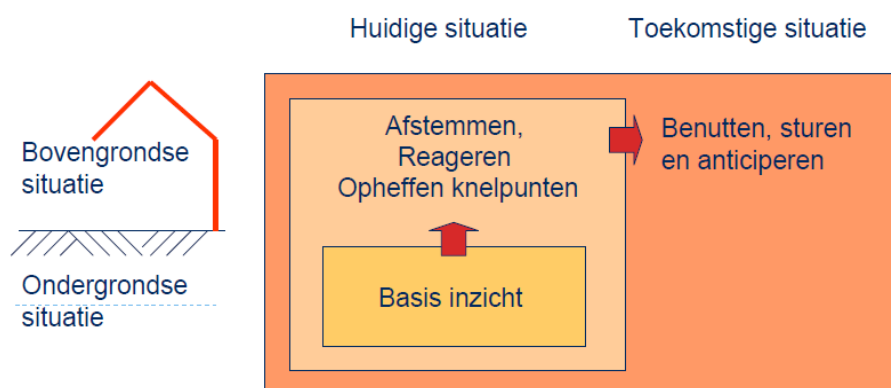 Huidige situatie
Toekomstige situatie
Bovengrondse
situatie
Ondergrondse
situatie
Afstemmen,
Reageren
Opheffen knelpunten
Basis inzicht
Benutten, sturen
en anticiperen